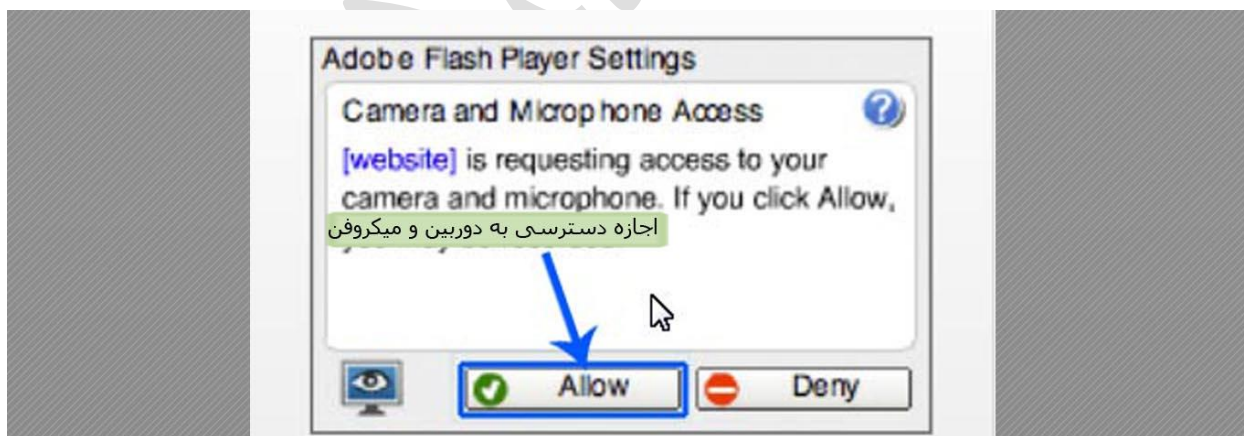 Adobe Flash Player Settings
Camera and Microphone Access
[website] is requesting access to your
camera and microphone. If you click Allow,
اجازه دسترسی به دوربین و میکروفن
Allow
Deny